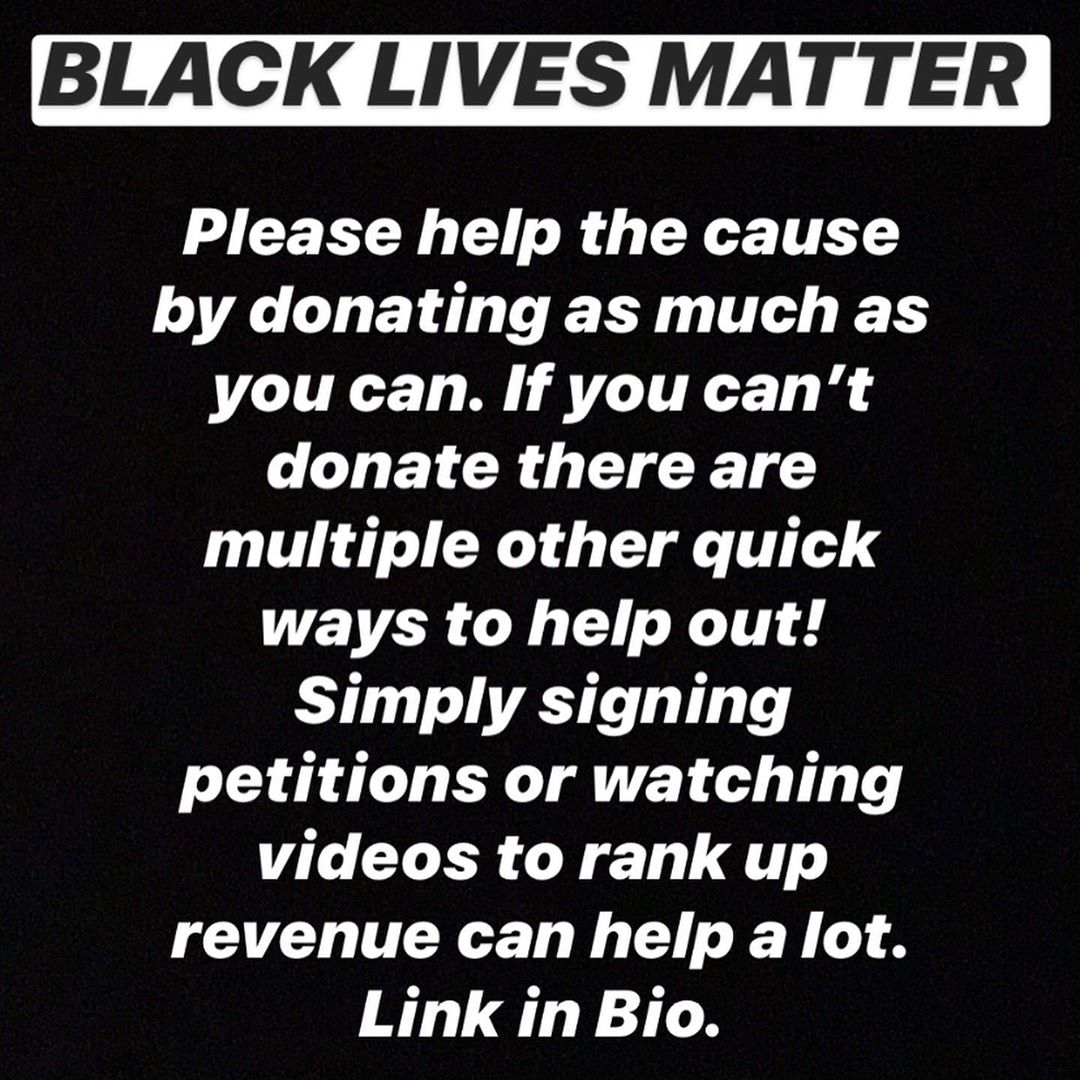 BLACK LIVES MATTER
Please help the cause
by donating as much as
you can. If you can’t
donate there are
multiple other quick
ways to help out!
Simply signing
petitions or watching
videos to rank up
revenue can help a lot.
Link in Bio.